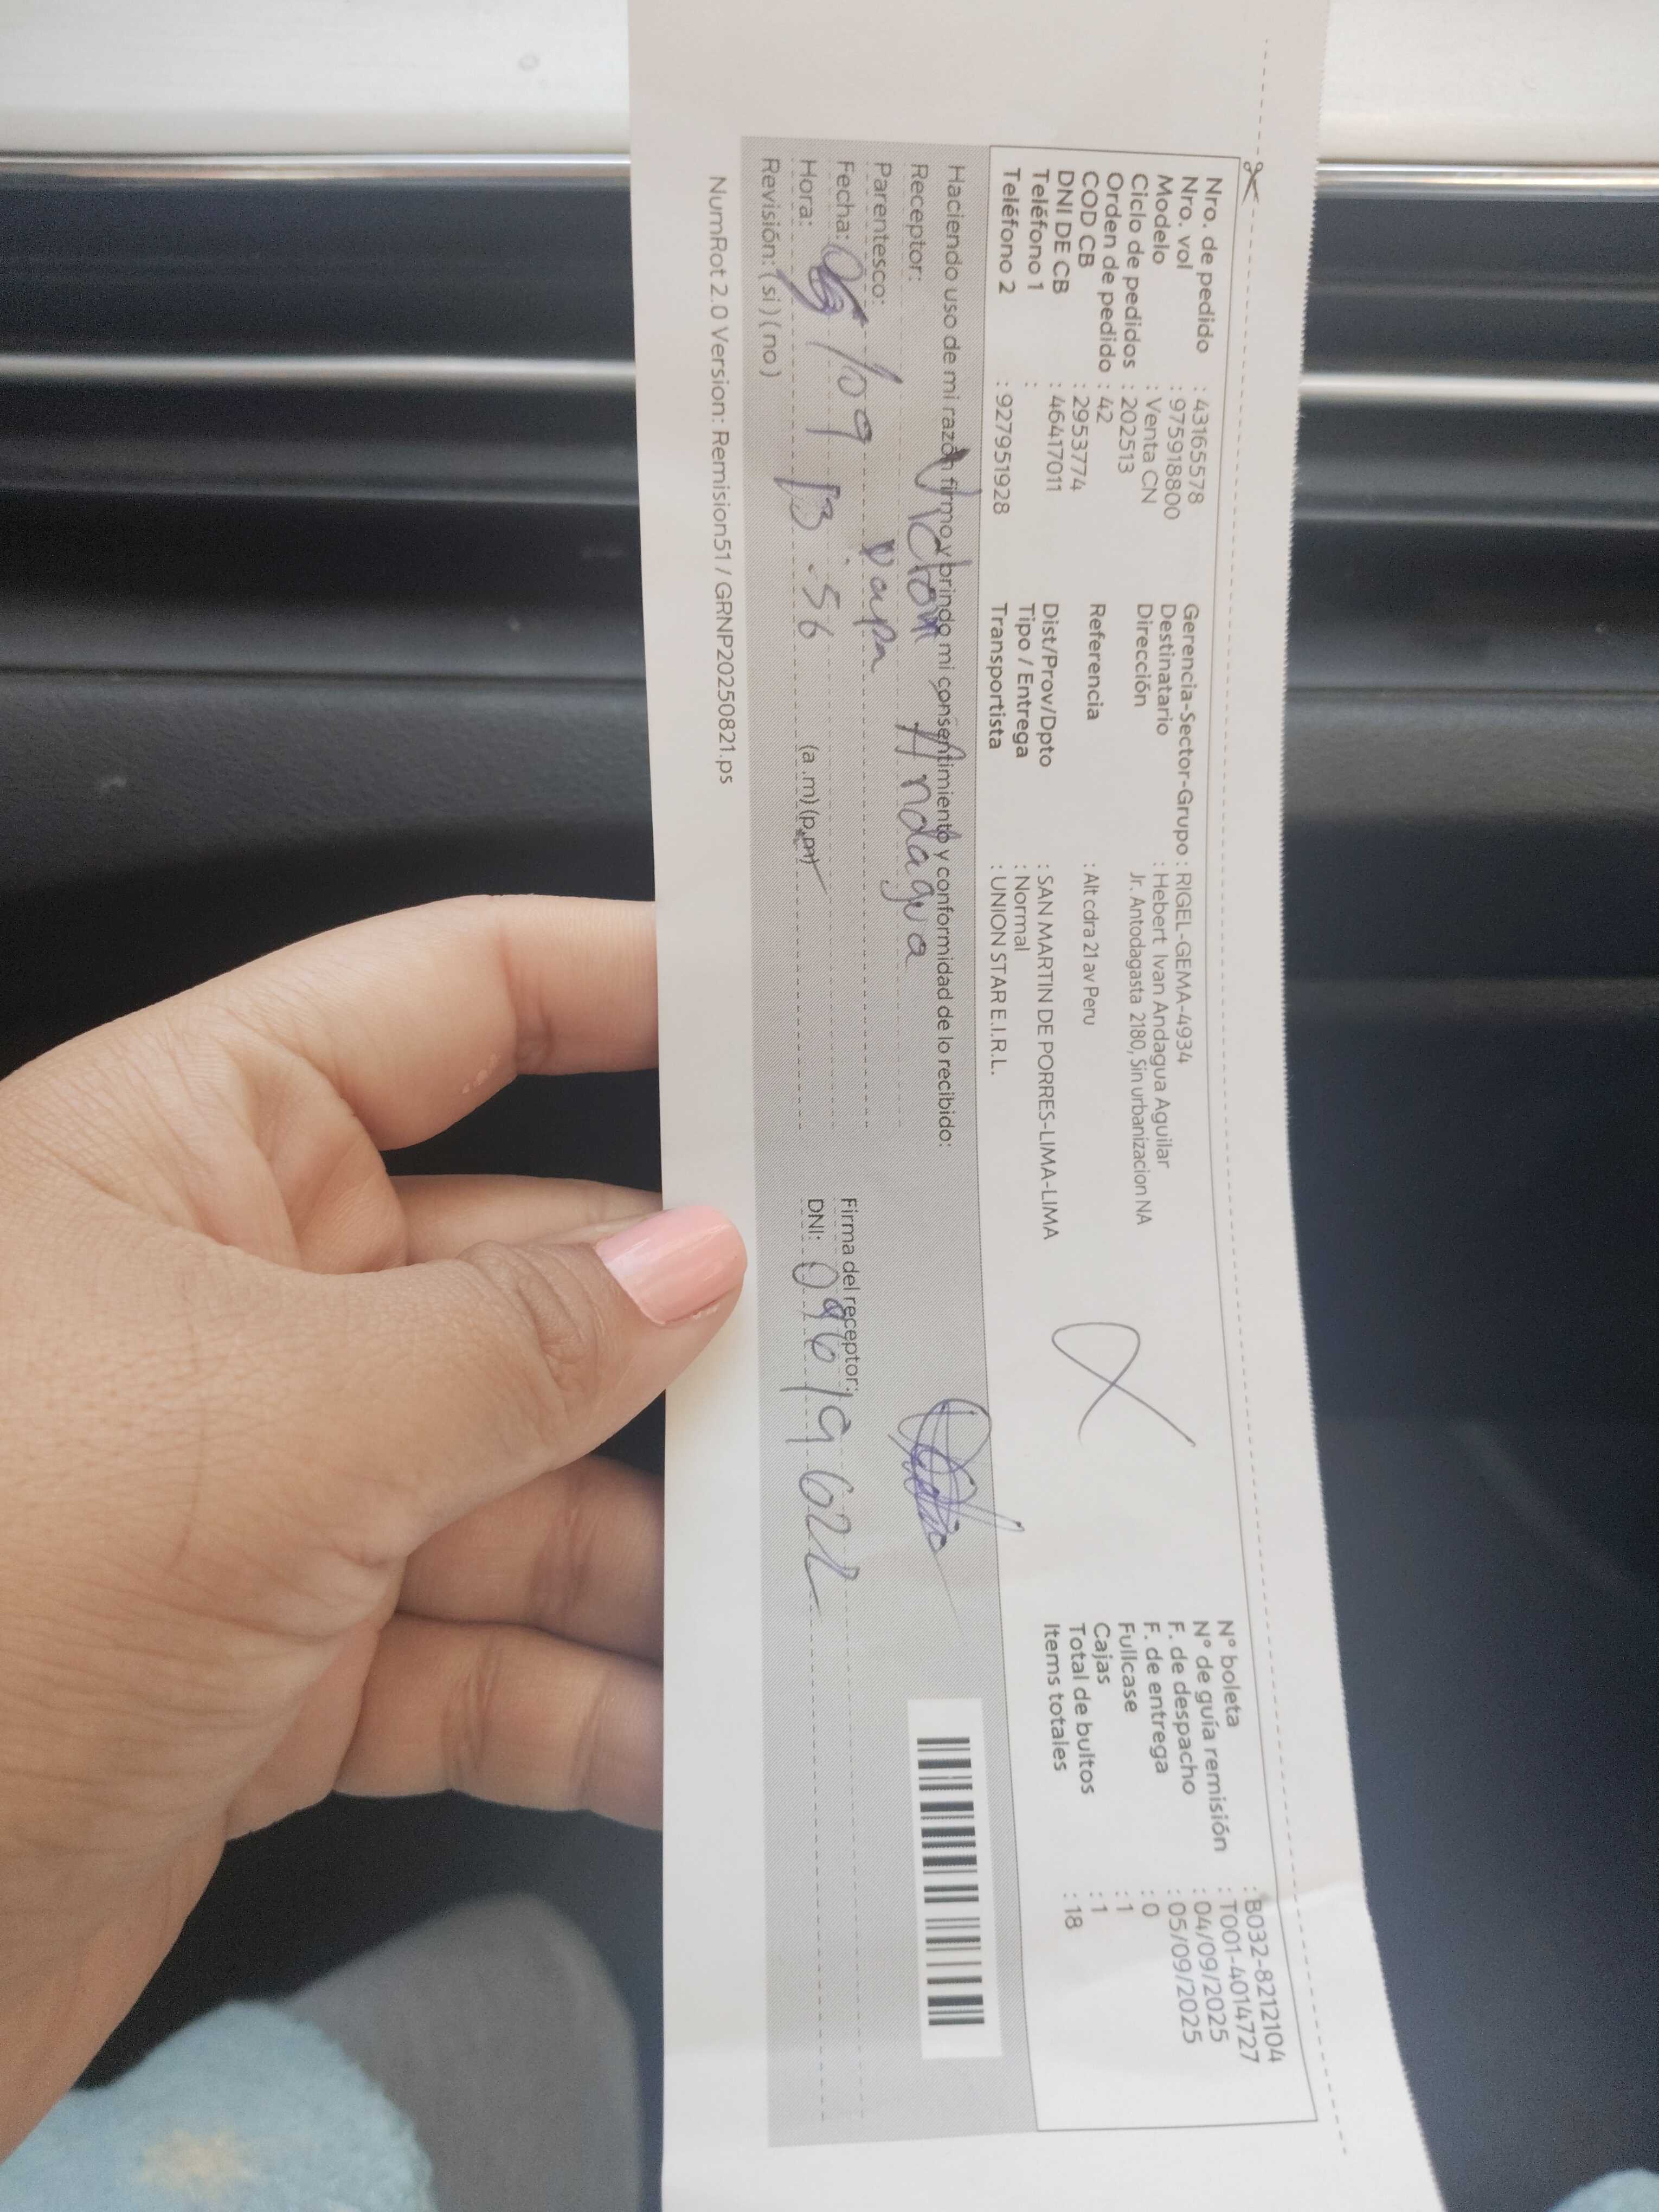 Nro. de pedido : 43165578
Nro. vol : 975918800
Modelo : Venta CN
Ciclo de pedidos : 202513
Orden de pedido : 42
COD CB : 29537774
DNI DE CB : 46417011
Teléfono 1 :
Teléfono 2 : 927951928
Gerencia-Sector-Grupo : RIGEL-GEMA-4934
Destinatario : Hebert Ivan Andagua Aguilar
Dirección Jr. Antodagasta 2180, Sin urbanizacion NA
Referencia : Alt cdra 21 av Peru
Dist/Prov/Dpto : SAN MARTIN DE PORRES-LIMA-LIMA
Tipo / Entrega : Normal
Transportista : UNION STAR E.I.R.L.
N° boleta : B032-8212104
N° de guía remisión : T001-4014727
F. de despacho : 04/09/2025
F. de entrega : 05/09/2025
Fullcase : 0
Cajas : 1
Total de bultos : 1
Items totales : 18
Haciendo uso de mi razón firmo y brindo mi consentimiento y conformidad de lo recibido:
Receptor: Victor Andagua
Parentesco: Papa
Fecha: /09
Hora: 13:56 (a.m) (p.m)
Revisión: (si) (no)
Firma del receptor:
DNI: 09619622
NumRot 2.0 Version: Remision51 / GRNP20250821.ps